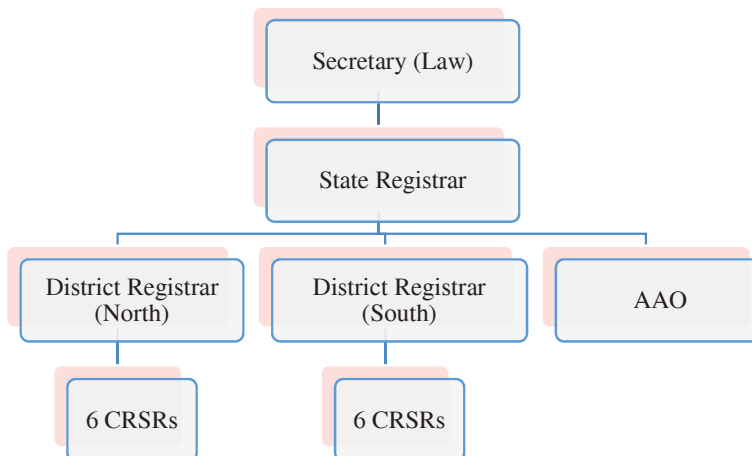 Secretary (Law)
State Registrar
District Registrar
(North)
District Registrar
(South)
AAO
6 CRSRs
6 CRSRs